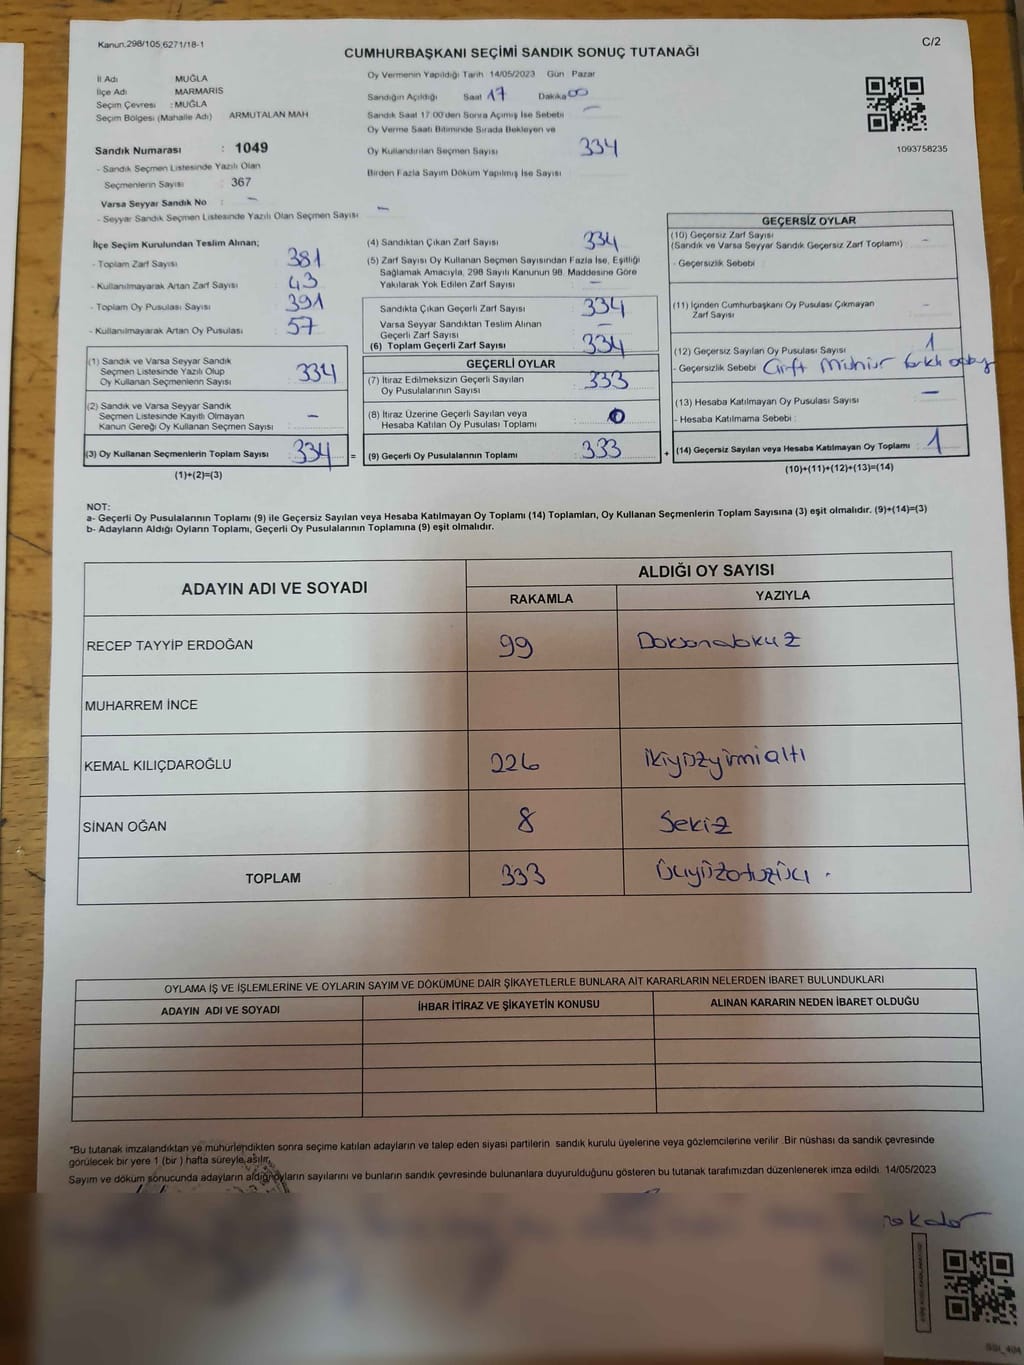 Kanun.298/105,6271/18-1
C/2
CUMHURBAŞKANI SEÇİMİ SANDIK SONUÇ TUTANAĞI
İl Adı MUĞLA
İlçe Adı MARMARİS
Seçim Çevresi : MUĞLA
Seçim Bölgesi (Mahalle Adı) ARMUTALAN MAH
Sandık Numarası : 1049
- Sandık Seçmen Listesinde Yazılı Olan
Seçmenlerin Sayısı : 367
Varsa Seyyar Sandık No : -
- Seyyar Sandık Seçmen Listesinde Yazılı Olan Seçmen Sayısı -
Oy Vermenin Yapıldığı Tarih 14/05/2023 Gün Pazar
Sandığın Açıldığı Saat 17 Dakika 00
Sandık Saat 17:00'den Sonra Açımış İse Sebebi -
Oy Verme Saati Bitiminde Sırada Bekleyen ve
Oy Kullandırılan Seçmen Sayısı 334
Birden Fazla Sayım Döküm Yapılmış İse Sayısı
1093758235
İlçe Seçim Kurulundan Teslim Alınan;
- Toplam Zarf Sayısı 381
- Kullanılmayarak Artan Zarf Sayısı 43
- Toplam Oy Pusulası Sayısı 391
- Kullanılmayarak Artan Oy Pusulası 57
(1) Sandık ve Varsa Seyyar Sandık
Seçmen Listesinde Yazılı Olup
Oy Kullanan Seçmenlerin Sayısı 334
(2) Sandık ve Varsa Seyyar Sandık
Seçmen Listesinde Kayıtlı Olmayan
Kanun Gereği Oy Kullanan Seçmen Sayısı -
(3) Oy Kullanan Seçmenlerin Toplam Sayısı 334 =
(1)+(2)=(3)
(4) Sandıktan Çıkan Zarf Sayısı 334
(5) Zarf Sayısı Oy Kullanan Seçmen Sayısından Fazla İse, Eşitliği
Sağlamak Amacıyla, 298 Sayılı Kanunun 98. Maddesine Göre
Yakılarak Yok Edilen Zarf Sayısı -
Sandıkta Çıkan Geçerli Zarf Sayısı 334
Varsa Seyyar Sandıktan Teslim Alınan
Geçerli Zarf Sayısı -
(6) Toplam Geçerli Zarf Sayısı 334
GEÇERLİ OYLAR
(7) İtiraz Edilmeksizin Geçerli Sayılan
Oy Pusulalarının Sayısı 333
(8) İtiraz Üzerine Geçerli Sayılan veya
Hesaba Katılan Oy Pusulası Toplamı 0
(9) Geçerli Oy Pusulalarının Toplamı 333 +
GEÇERSİZ OYLAR
(10) Geçersiz Zarf Sayısı
(Sandık ve Varsa Seyyar Sandık Geçersiz Zarf Toplamı) -
- Geçersizlik Sebebi :
(11) İçinden Cumhurbaşkanı Oy Pusulası Çıkmayan
Zarf Sayısı -
(12) Geçersiz Sayılan Oy Pusulası Sayısı 1
- Geçersizlik Sebebi Çift Mühür farklı aday
(13) Hesaba Katılmayan Oy Pusulası Sayısı -
- Hesaba Katılmama Sebebi :
(14) Geçersiz Sayılan veya Hesaba Katılmayan Oy Toplamı 1
(10)+(11)+(12)+(13)=(14)
NOT:
a- Geçerli Oy Pusulalarının Toplamı (9) ile Geçersiz Sayılan veya Hesaba Katılmayan Oy Toplamı (14) Toplamları, Oy Kullanan Seçmenlerin Toplam Sayısına (3) eşit olmalıdır. (9)+(14)=(3)
b- Adayların Aldığı Oyların Toplamı, Geçerli Oy Pusulalarının Toplamına (9) eşit olmalıdır.
ADAYIN ADI VE SOYADI
ALDIĞI OY SAYISI
RAKAMLA YAZIYLA
RECEP TAYYİP ERDOĞAN 99 Doksandokuz
MUHARREM İNCE
KEMAL KILIÇDAROĞLU 226 ikiyüzyirmialtı
SİNAN OĞAN 8 Sekiz
TOPLAM 333 Üçyüzotuzüç .
OYLAMA İŞ VE İŞLEMLERİNE VE OYLARIN SAYIM VE DÖKÜMÜNE DAİR ŞİKAYETLERLE BUNLARA AİT KARARLARIN NELERDEN İBARET BULUNDUKLARI
ADAYIN ADI VE SOYADI İHBAR İTİRAZ VE ŞİKAYETİN KONUSU ALINAN KARARIN NEDEN İBARET OLDUĞU
*Bu tutanak imzalandıktan ve mühürlendikten sonra seçime katılan adayların ve talep eden siyasi partilerin sandık kurulu üyelerine veya gözlemcilerine verilir .Bir nüshası da sandık çevresinde
görülecek bir yere 1 (bir ) hafta süreyle asılır.
Sayım ve döküm sonucunda adayların aldığı oyların sayılarını ve bunların sandık çevresinde bulunanlara duyurulduğunu gösteren bu tutanak tarafımızdan düzenlenerek imza edildi. 14/05/2023